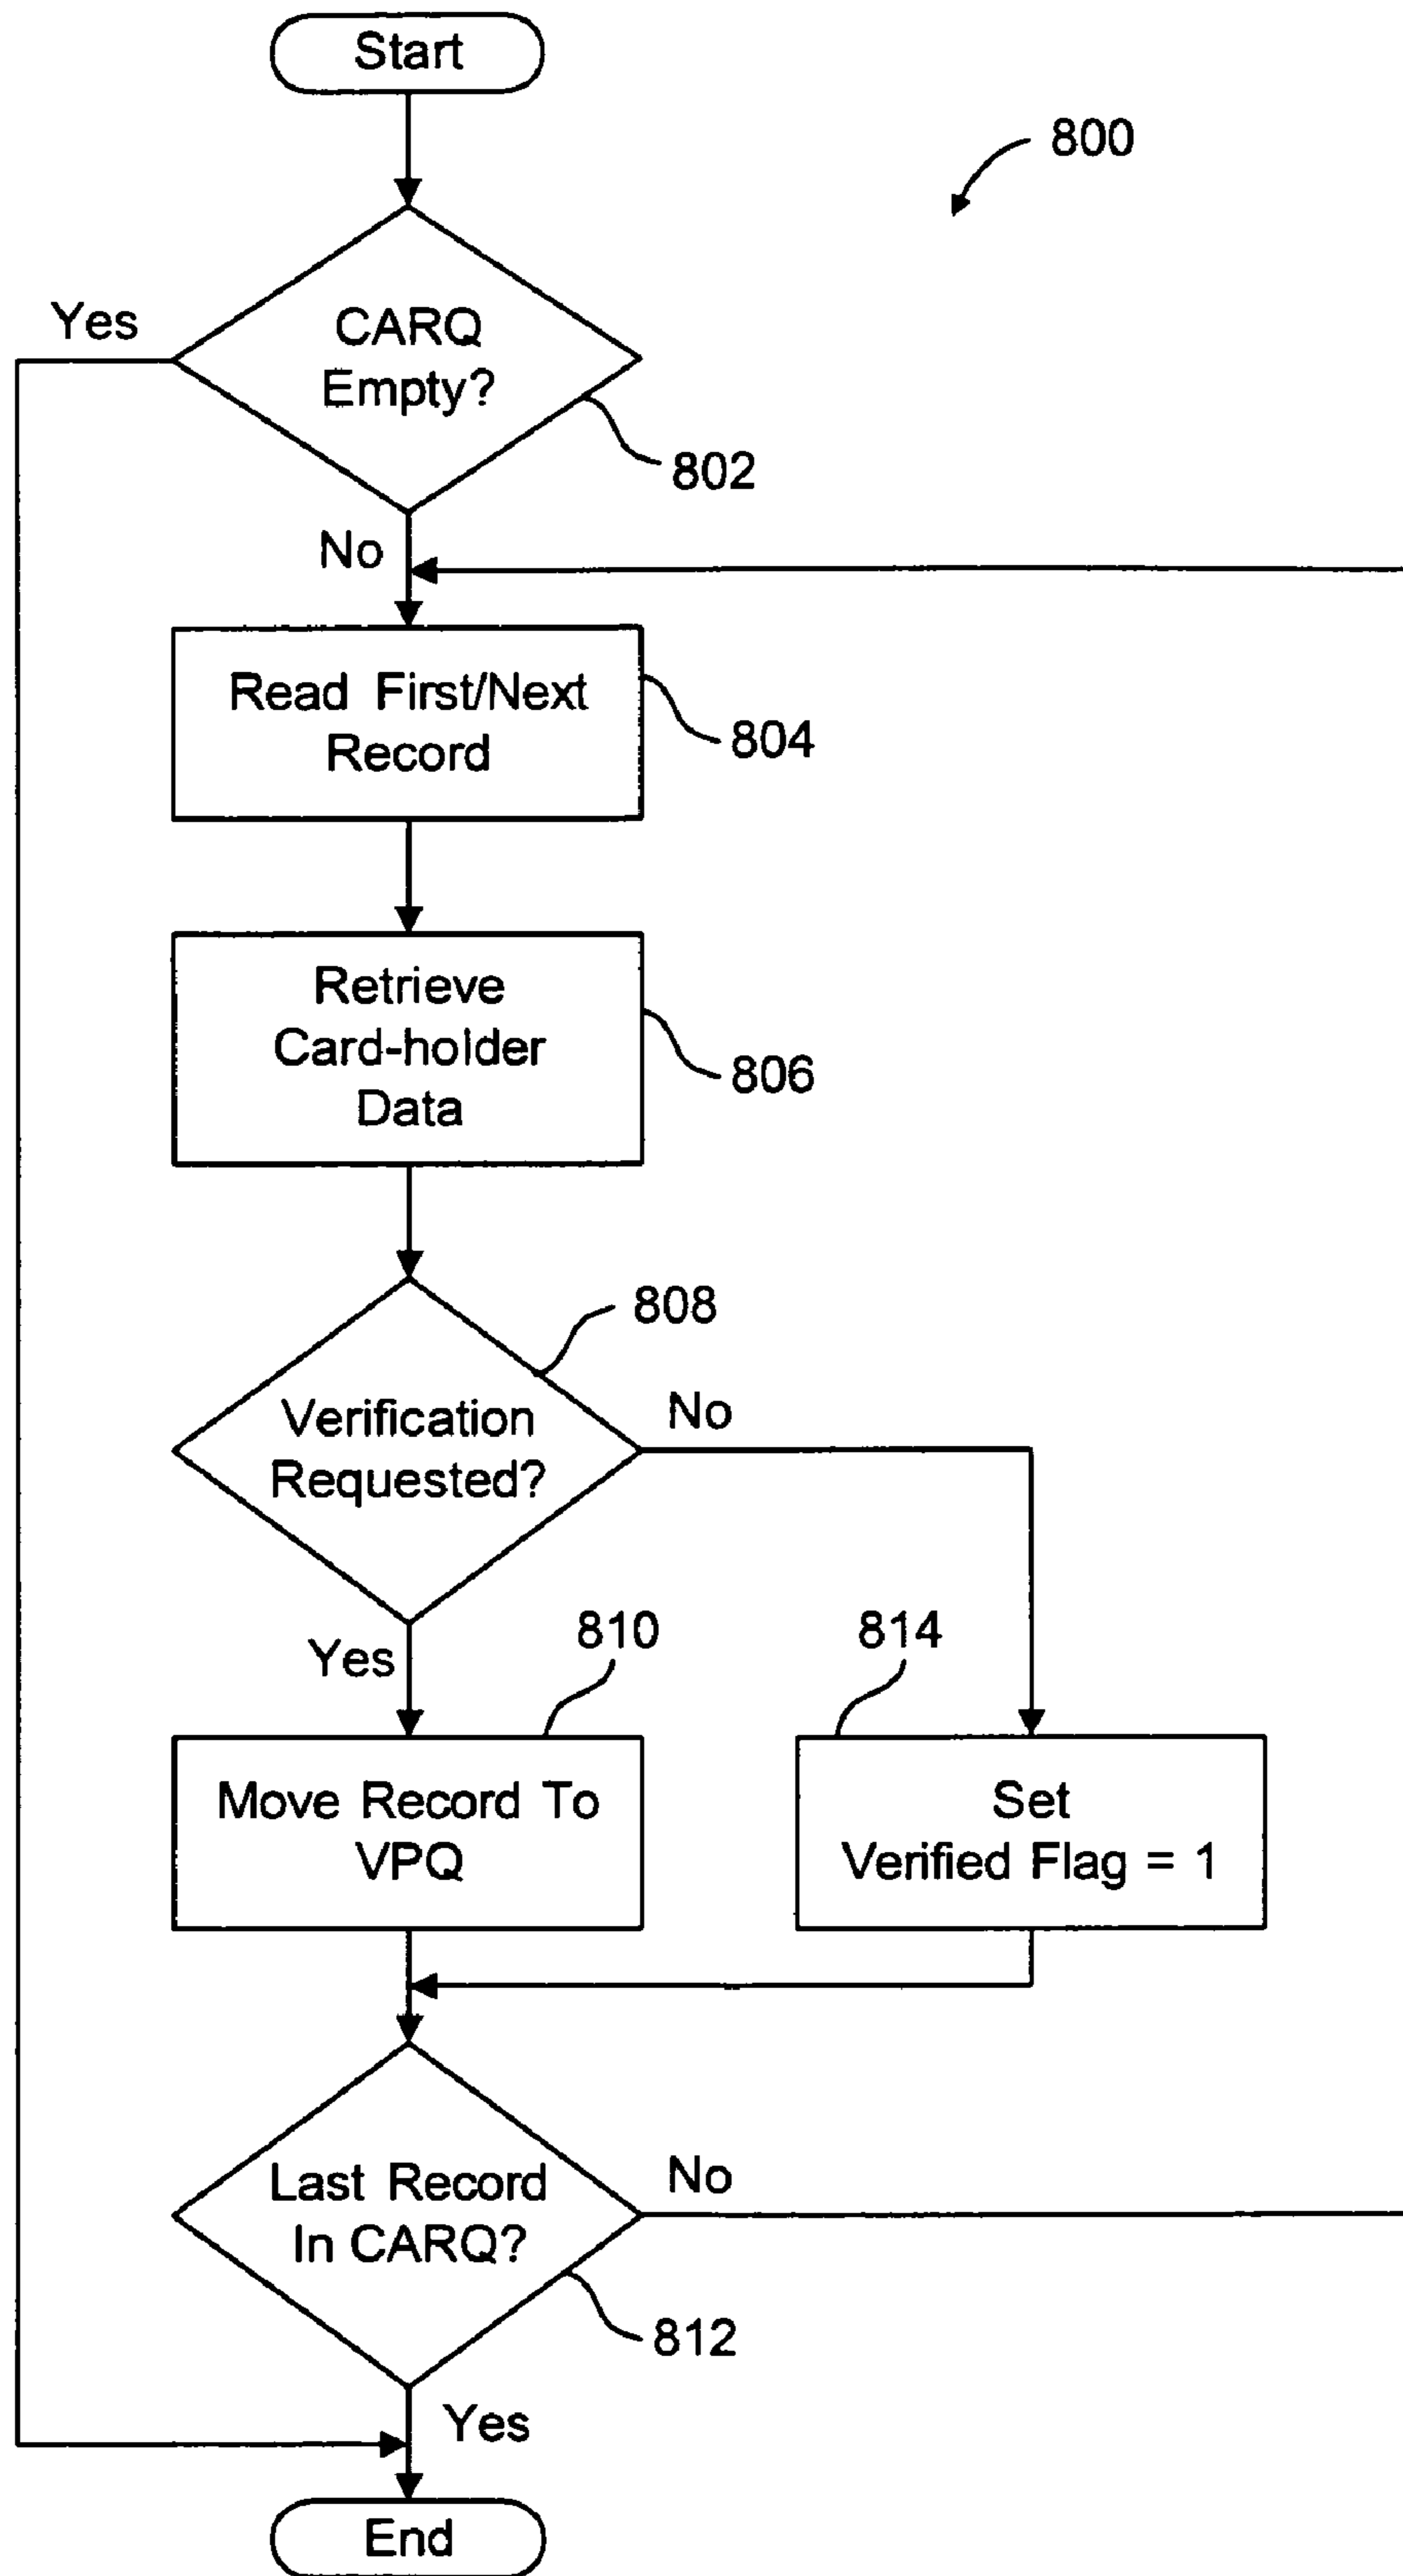 Start
800
Yes
CARQ
Empty?
802
No
Read First/Next
Record
804
Retrieve
Card-holder
Data
806
808
Verification
Requested?
No
Yes
810
814
Move Record To
VPQ
Set
Verified Flag = 1
Last Record
In CARQ?
No
812
Yes
End